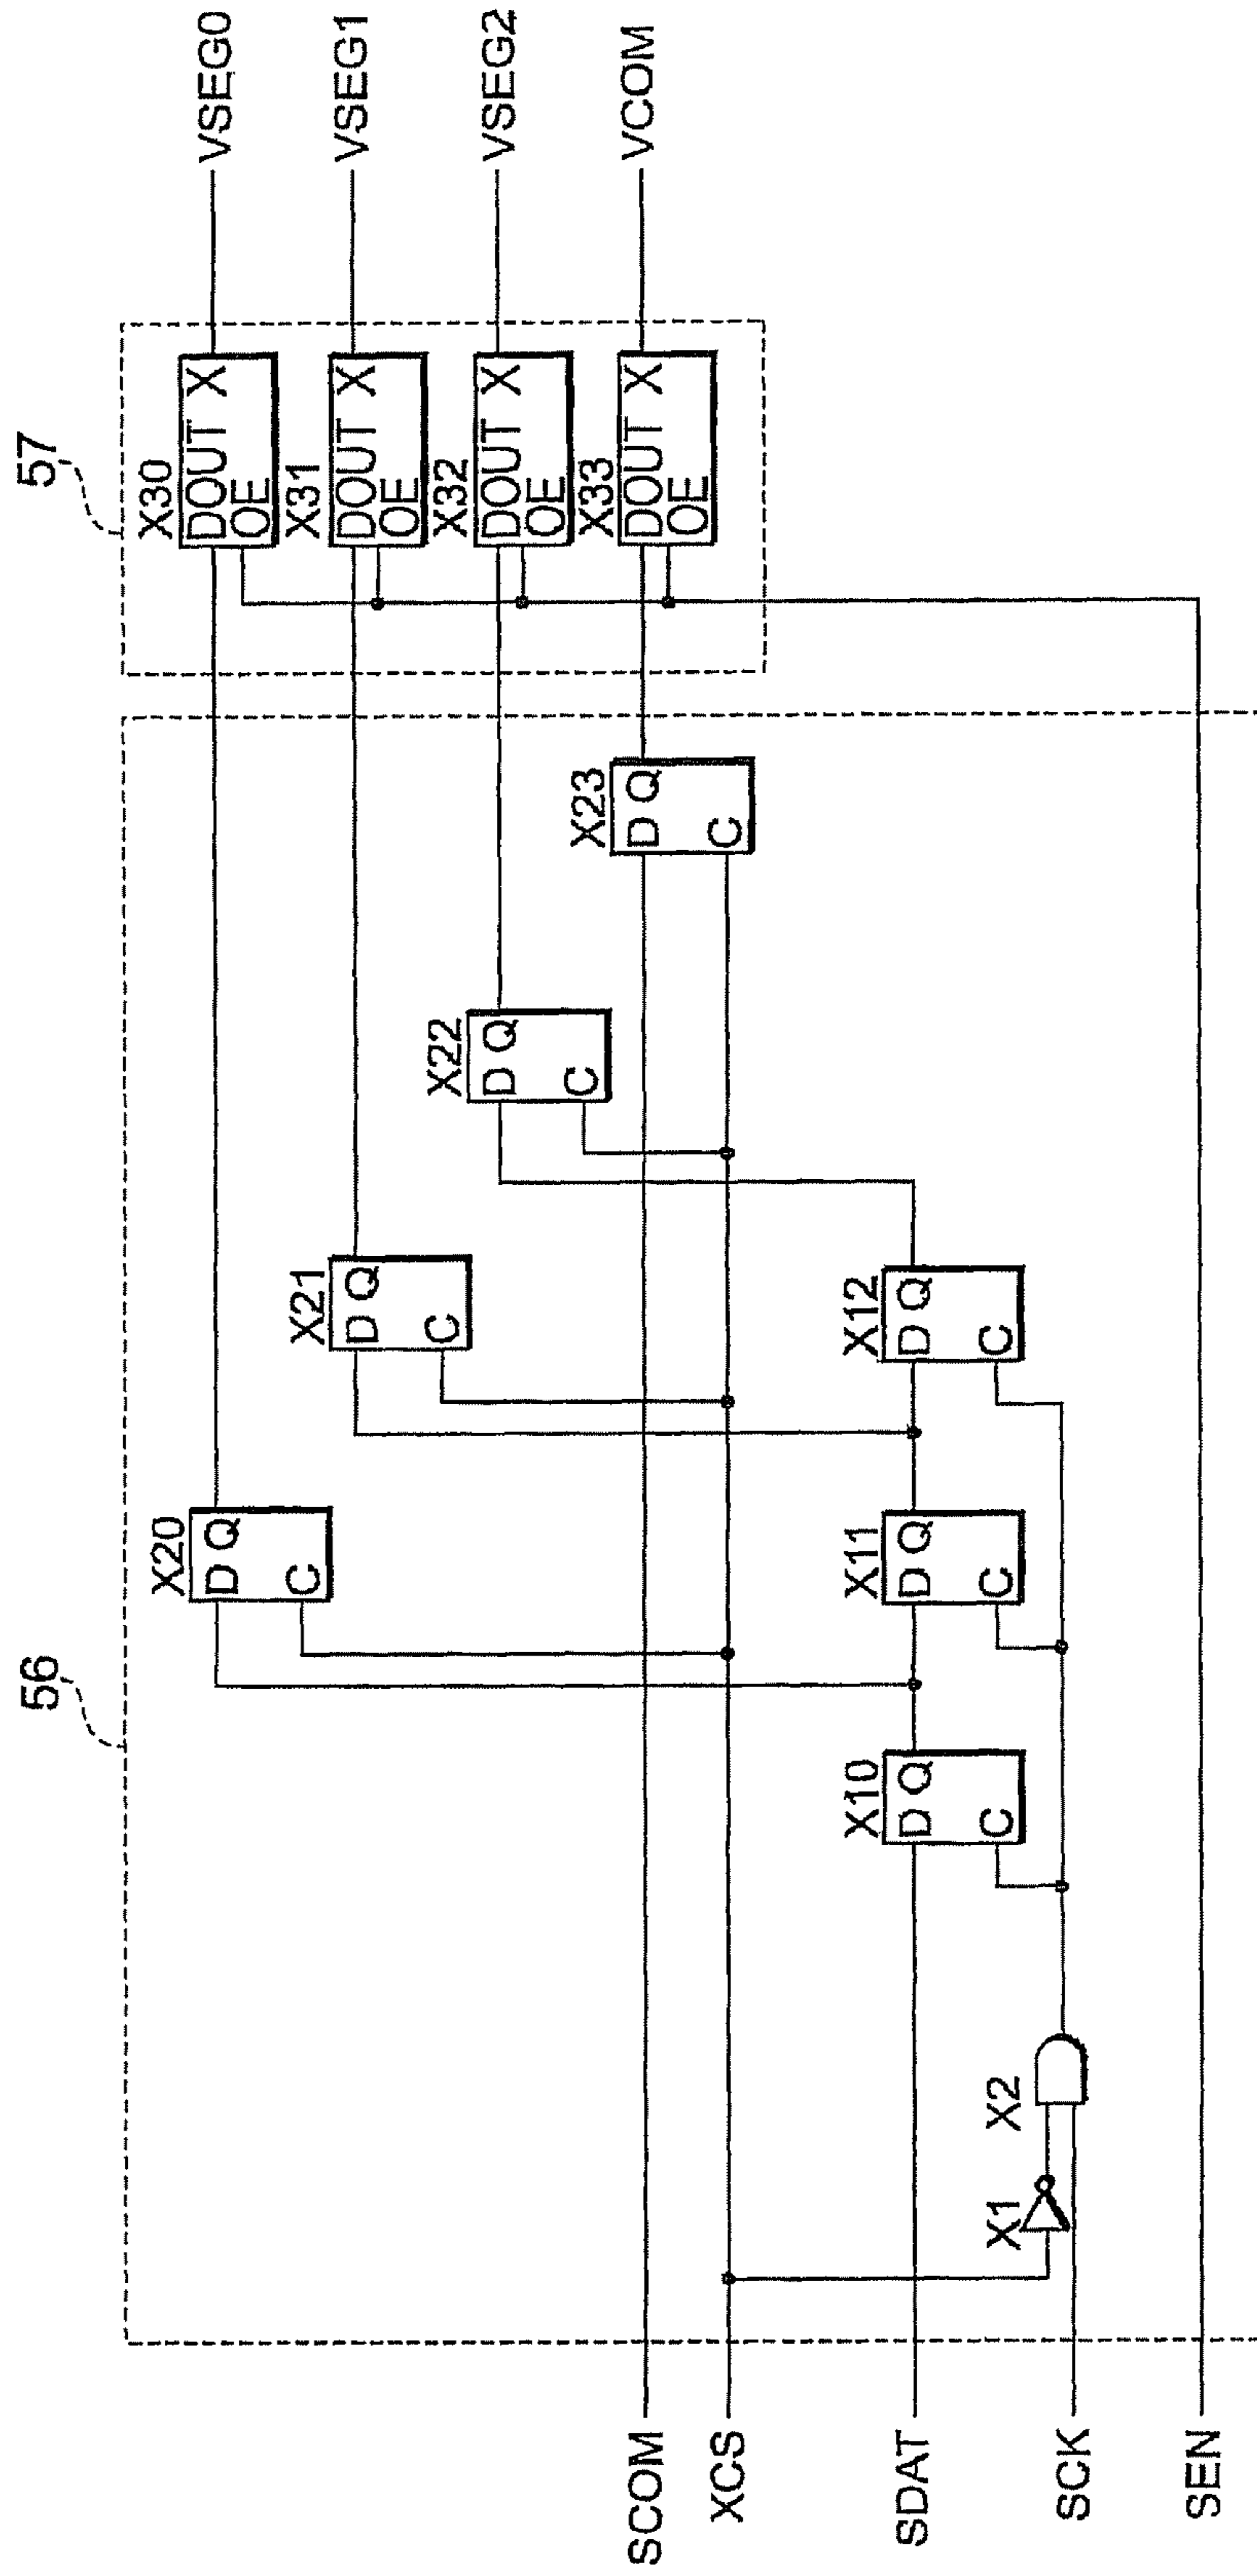 56
57
X20
D Q
C
X21
D Q
C
X22
D Q
C
X23
D Q
C
X30
DOUT X
OE
X31
DOUT X
OE
X32
DOUT X
OE
X33
DOUT X
OE
VSEG0
VSEG1
VSEG2
VCOM
SCOM
XCS
SDAT
SCK
SEN
X1
X2
X10
D Q
C
X11
D Q
C
X12
D Q
C